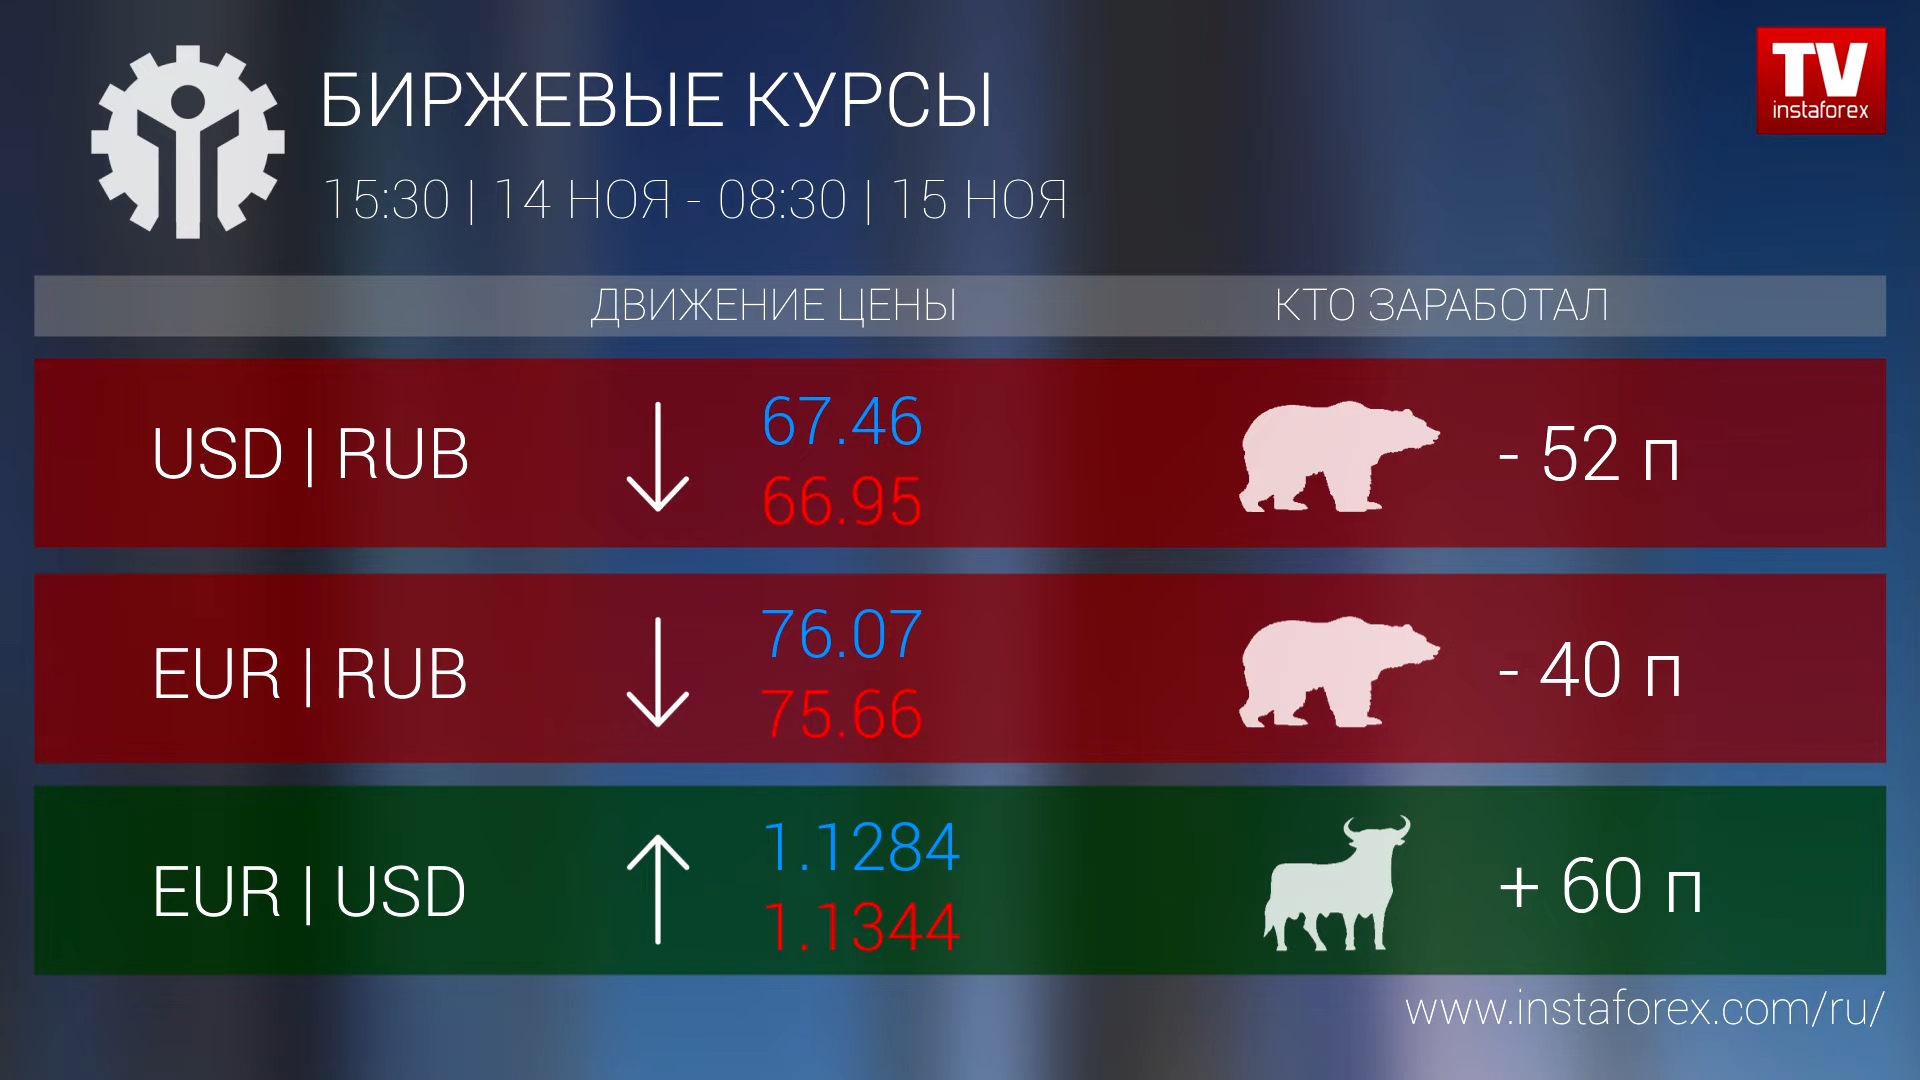 БИРЖЕВЫЕ КУРСЫ
TV
instaforex
15:30 | 14 НОЯ - 08:30 | 15 НОЯ
ДВИЖЕНИЕ ЦЕНЫ КТО ЗАРАБОТАЛ
USD | RUB
67.46
66.95
- 52 п
EUR | RUB
76.07
75.66
- 40 п
EUR | USD
1.1284
1.1344
+ 60 п
www.instaforex.com/ru/